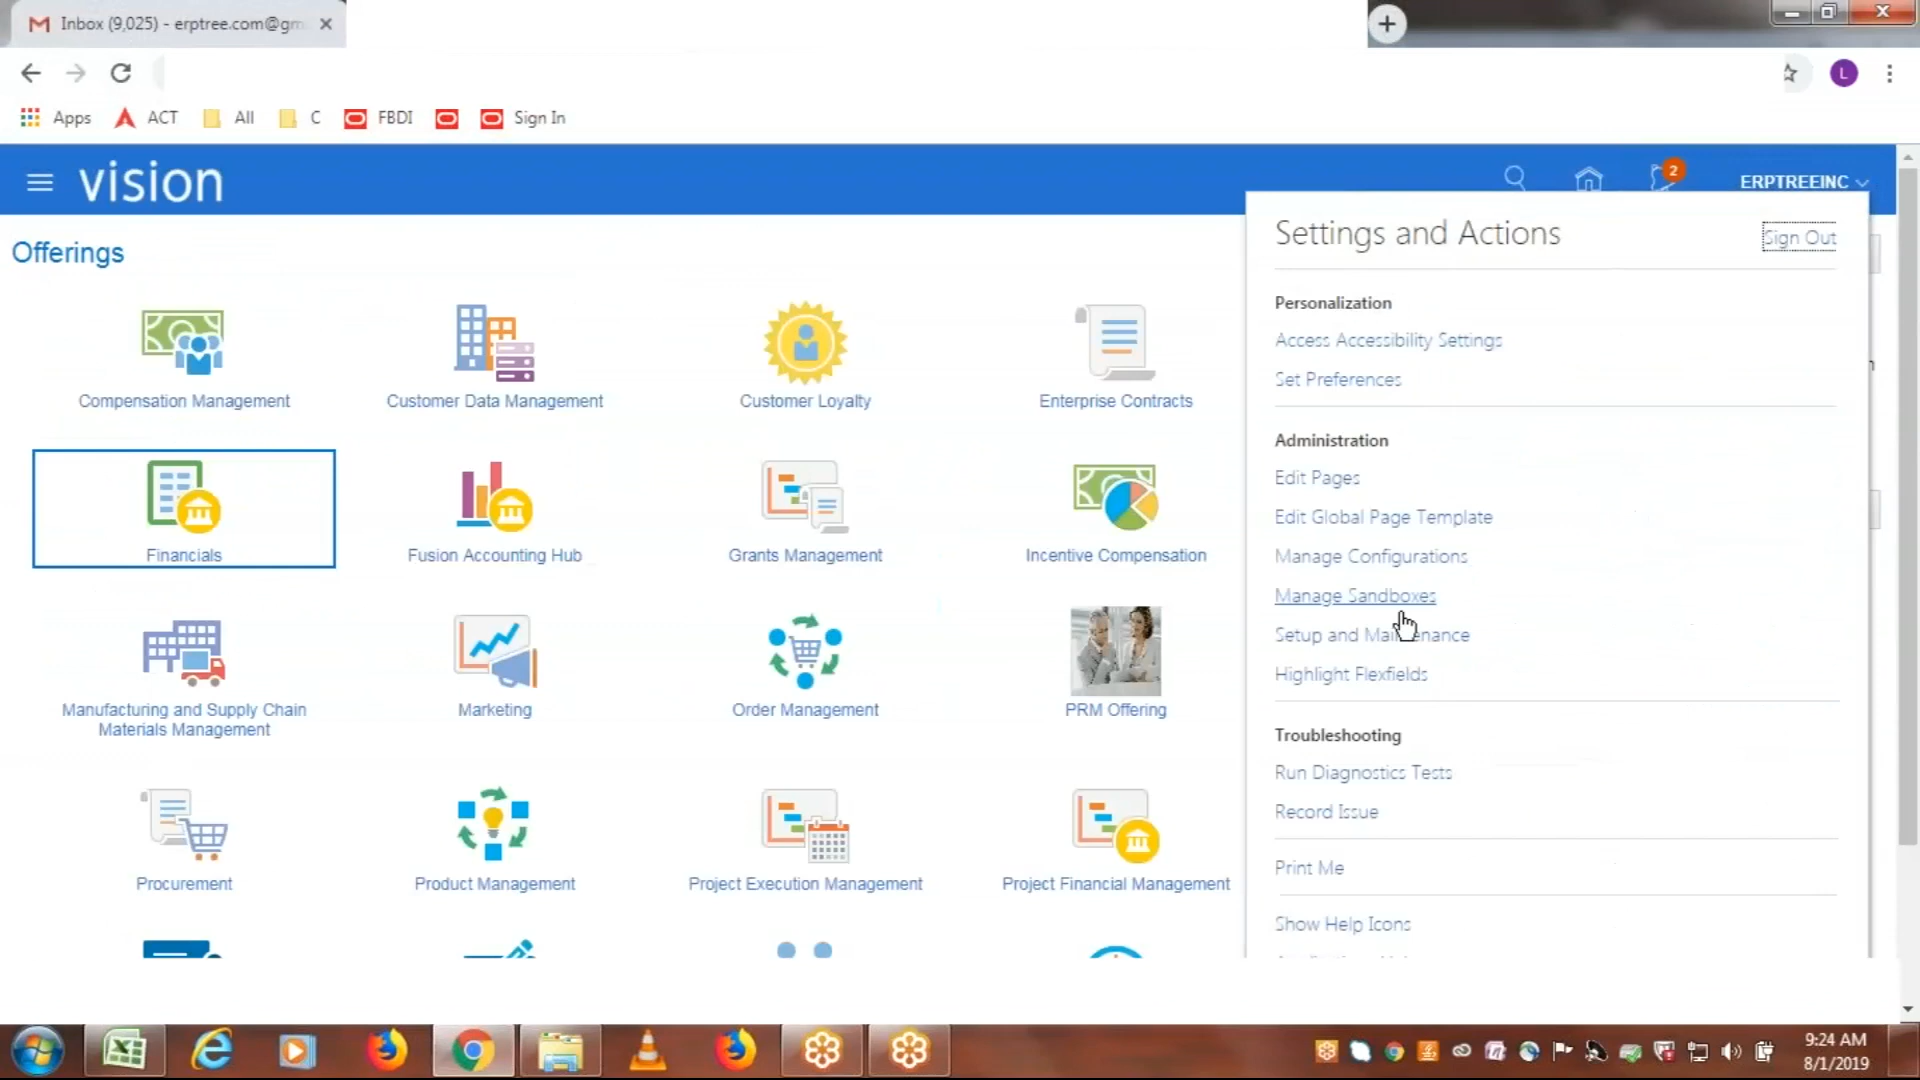 Inbox (9,025) - erptree.com@gm
Apps
ACT
All
C
FBDI
Sign In
vision
2
ERPTREEINC
L
Offerings
Compensation Management
Customer Data Management
Customer Loyalty
Enterprise Contracts
Financials
Fusion Accounting Hub
Grants Management
Incentive Compensation
Manufacturing and Supply Chain
Materials Management
Marketing
Order Management
PRM Offering
Procurement
Product Management
Project Execution Management
Project Financial Management
Settings and Actions
Sign Out
Personalization
Access Accessibility Settings
Set Preferences
Administration
Edit Pages
Edit Global Page Template
Manage Configurations
Manage Sandboxes
Setup and Maintenance
Highlight Flexfields
Troubleshooting
Run Diagnostics Tests
Record Issue
Print Me
Show Help Icons
9:24 AM
8/1/2019